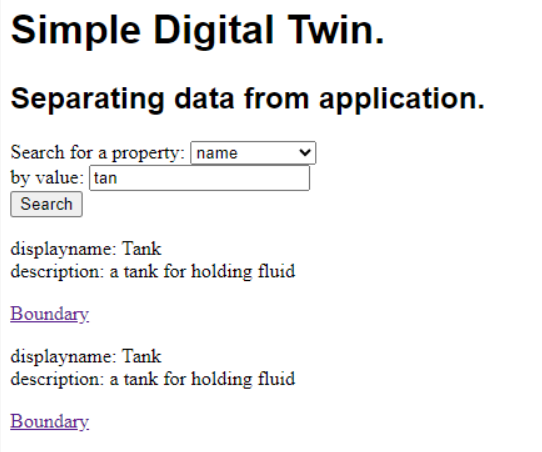 Simple Digital Twin.
Separating data from application.
Search for a property: name
by value: tan
Search
displayname: Tank
description: a tank for holding fluid
Boundary
displayname: Tank
description: a tank for holding fluid
Boundary